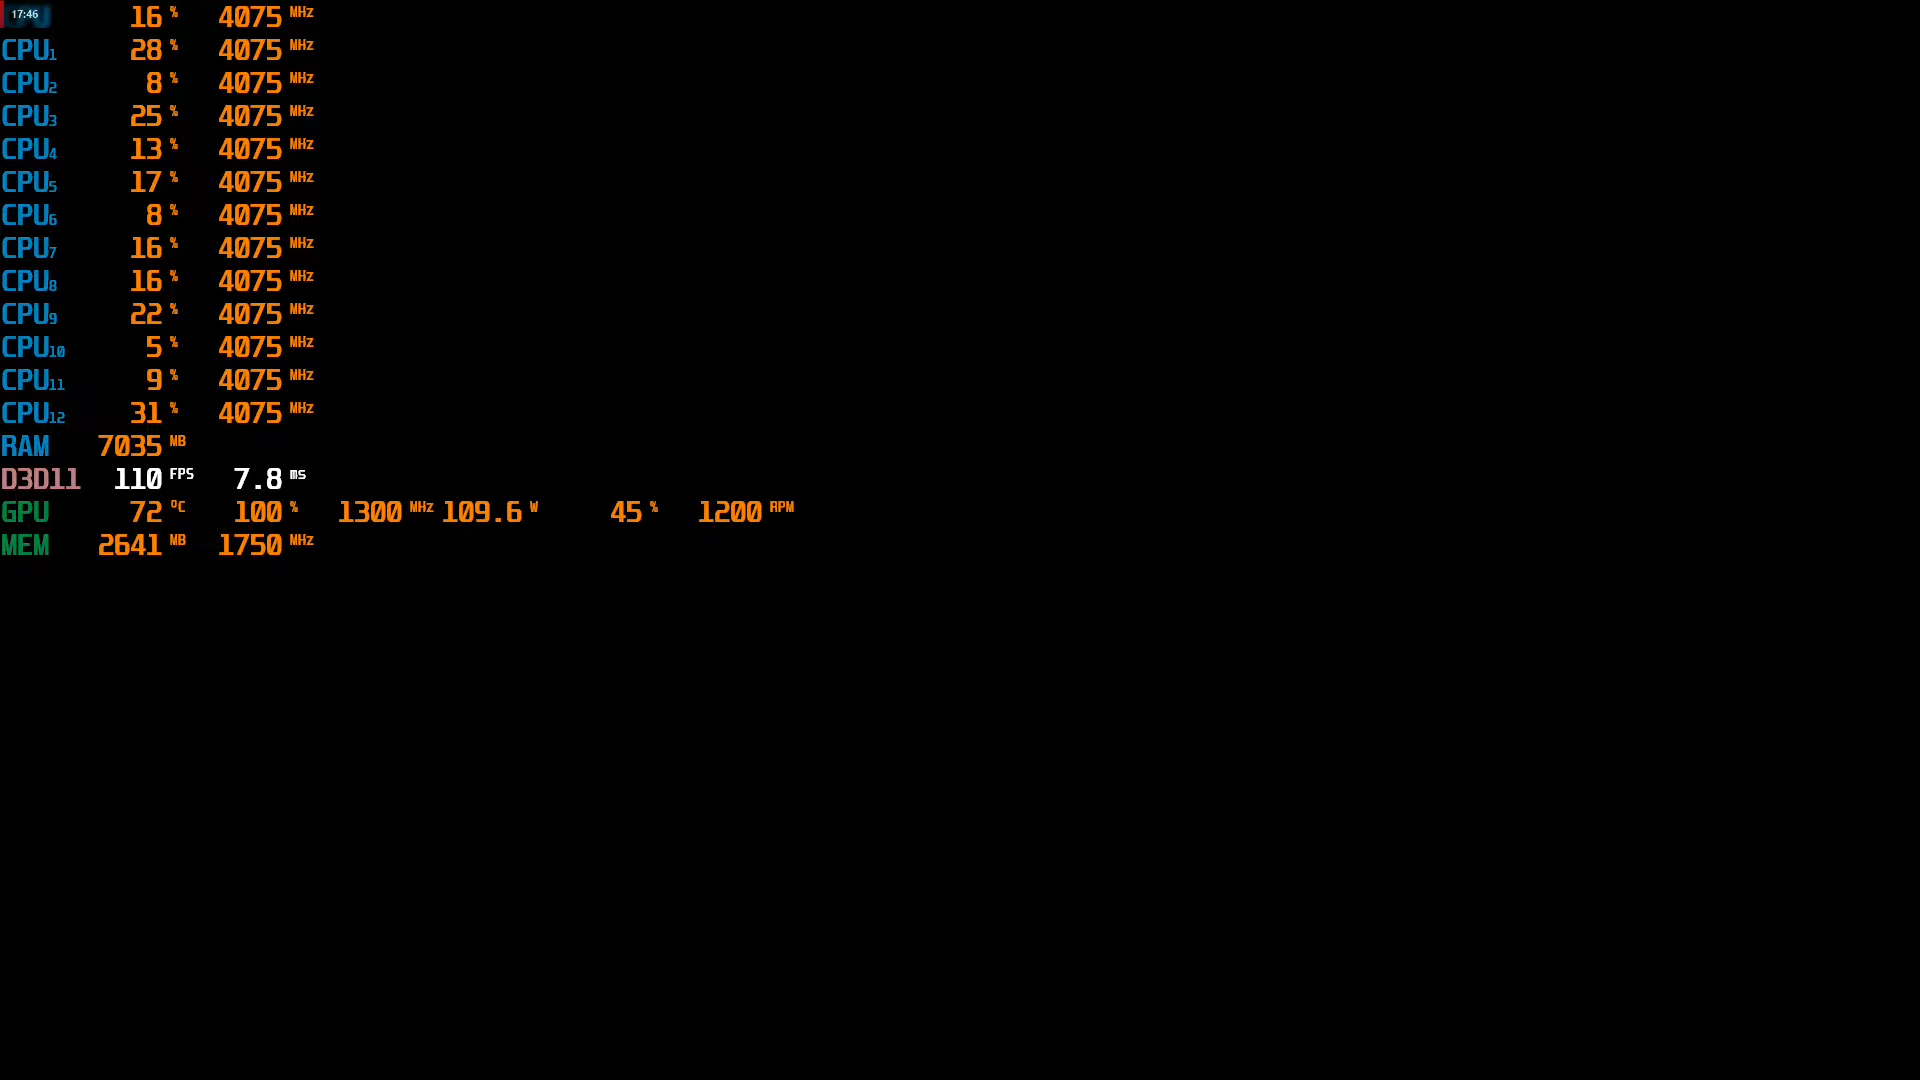 17:46 16 % 4075 MHz
CPU1 28 % 4075 MHz
CPU2 8 % 4075 MHz
CPU3 25 % 4075 MHz
CPU4 13 % 4075 MHz
CPU5 17 % 4075 MHz
CPU6 8 % 4075 MHz
CPU7 16 % 4075 MHz
CPU8 16 % 4075 MHz
CPU9 22 % 4075 MHz
CPU10 5 % 4075 MHz
CPU11 9 % 4075 MHz
CPU12 31 % 4075 MHz
RAM 7035 MB
D3D11 110 FPS 7.8 ms
GPU 72 °C 100 % 1300 MHz 109.6 W 45 % 1200 RPM
MEM 2641 MB 1750 MHz